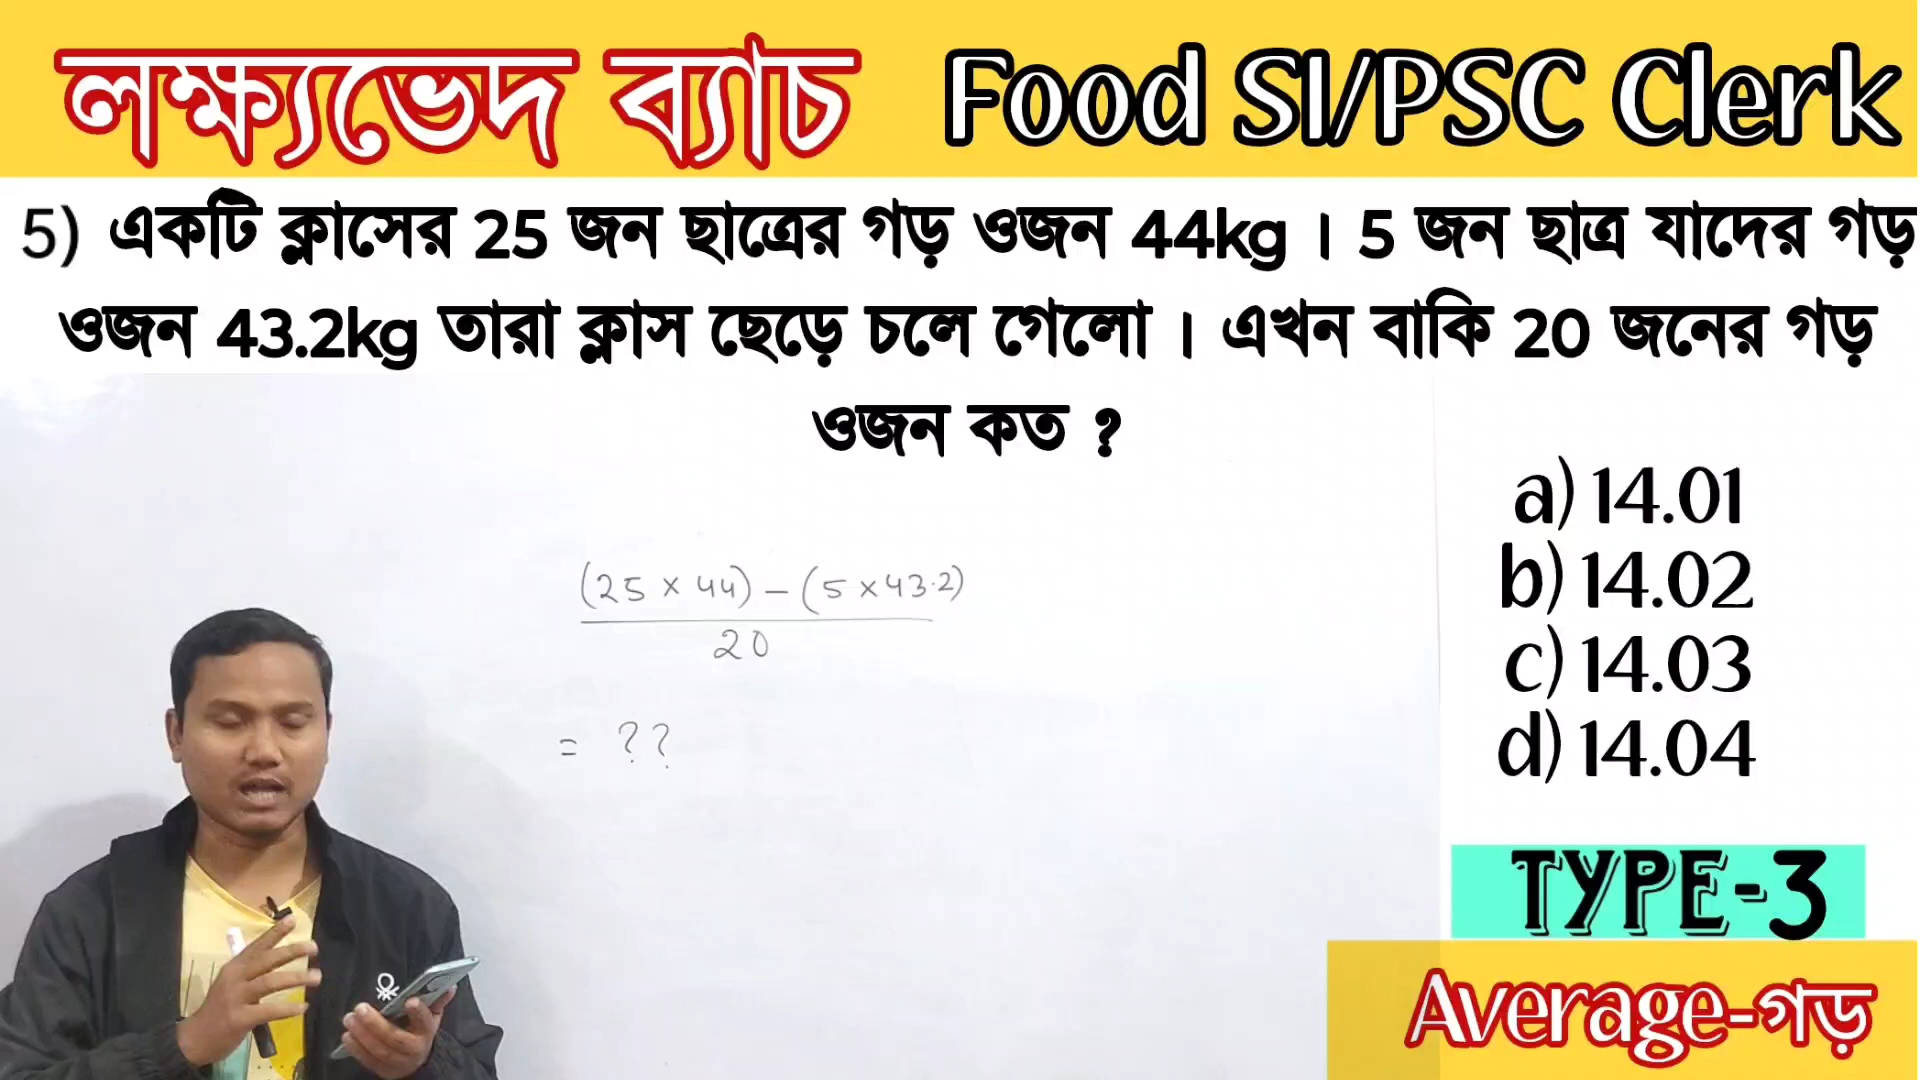 লক্ষ্যভেদ ব্যাচ Food SI/PSC Clerk
5) একটি ক্লাসের 25 জন ছাত্রের গড় ওজন 44kg । 5 জন ছাত্র যাদের গড়
ওজন 43.2kg তারা ক্লাস ছেড়ে চলে গেলো । এখন বাকি 20 জনের গড়
ওজন কত ?
(25 × 44) – (5 × 43.2)
20
= ??
a) 14.01
b) 14.02
c) 14.03
d) 14.04
TYPE-3
Average-গড়